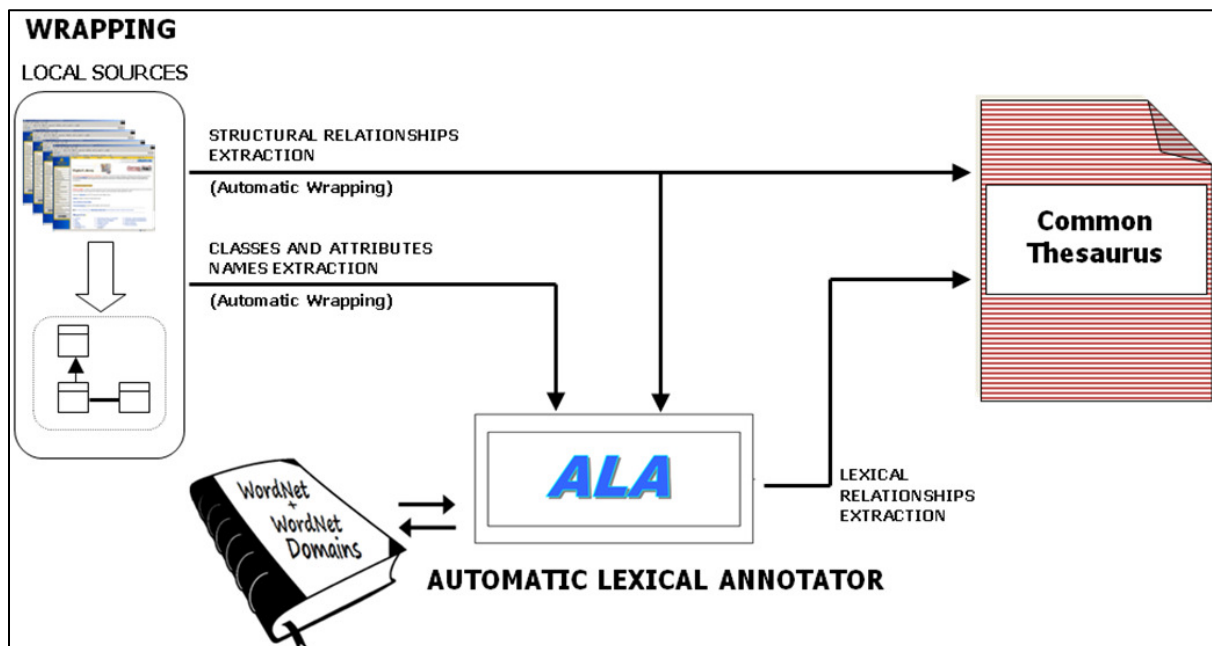 WRAPPING
LOCAL SOURCES
STRUCTURAL RELATIONSHIPS
EXTRACTION
(Automatic Wrapping)
CLASSES AND ATTRIBUTES
NAMES EXTRACTION
(Automatic Wrapping)
Common
Thesaurus
ALA
LEXICAL
RELATIONSHIPS
EXTRACTION
WordNet
+
WordNet
Domains
AUTOMATIC LEXICAL ANNOTATOR